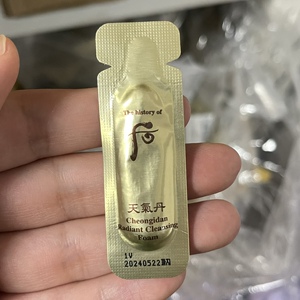 The history of
后
天氣丹
Cheongidan
Radiant Cleansing
Foam
1V
20240522